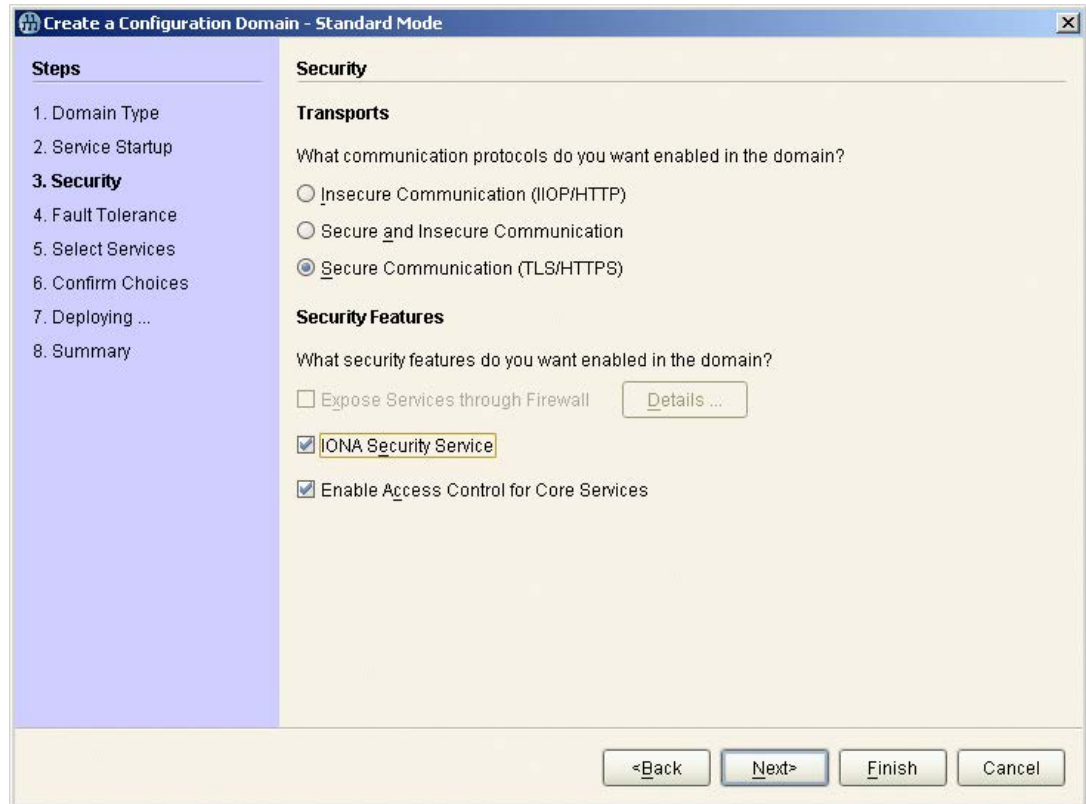 Create a Configuration Domain - Standard Mode
Steps
1. Domain Type
2. Service Startup
3. Security
4. Fault Tolerance
5. Select Services
6. Confirm Choices
7. Deploying ...
8. Summary
Security
Transports
What communication protocols do you want enabled in the domain?
Insecure Communication (IIOP/HTTP)
Secure and Insecure Communication
Secure Communication (TLS/HTTPS)
Security Features
What security features do you want enabled in the domain?
Expose Services through Firewall Details ...
IONA Security Service
Enable Access Control for Core Services
<Back Next> Finish Cancel